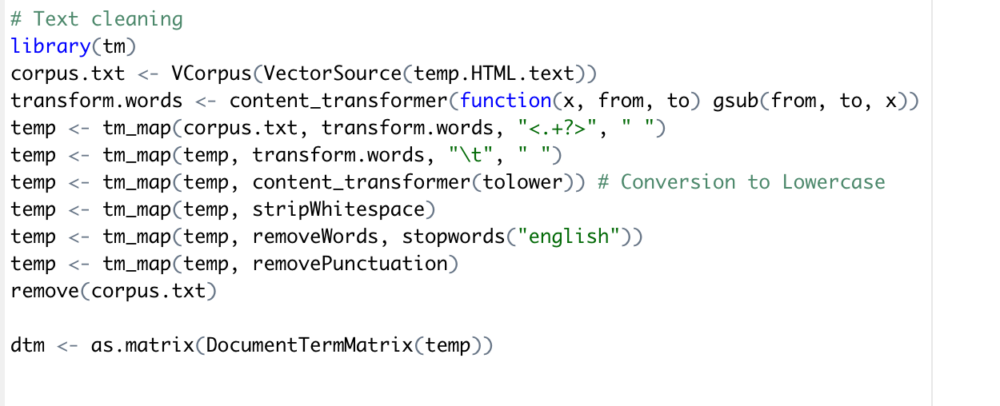 # Text cleaning
library(tm)
corpus.txt <- VCorpus(VectorSource(temp.HTML.text))
transform.words <- content_transformer(function(x, from, to) gsub(from, to, x))
temp <- tm_map(corpus.txt, transform.words, "<.+?>", " ")
temp <- tm_map(temp, transform.words, "\t", " ")
temp <- tm_map(temp, content_transformer(tolower)) # Conversion to Lowercase
temp <- tm_map(temp, stripWhitespace)
temp <- tm_map(temp, removeWords, stopwords("english"))
temp <- tm_map(temp, removePunctuation)
remove(corpus.txt)
dtm <- as.matrix(DocumentTermMatrix(temp))